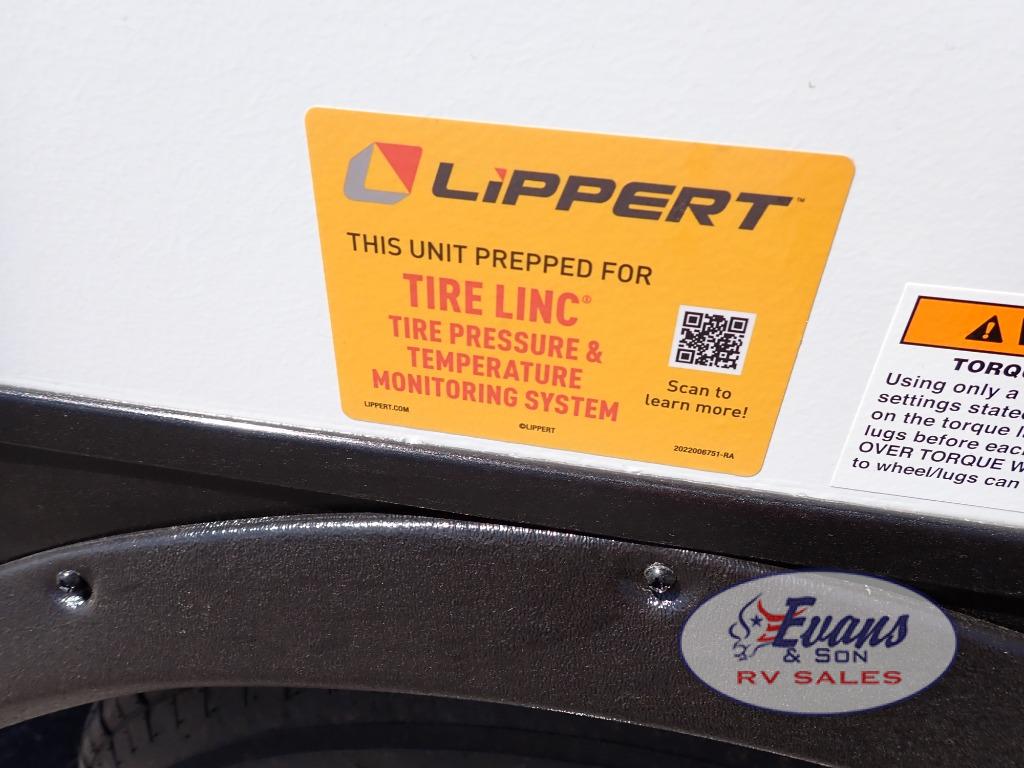 LiPPERT™
THIS UNIT PREPPED FOR
TIRE LINC®
TIRE PRESSURE &
TEMPERATURE
MONITORING SYSTEM
Scan to
learn more!
LIPPERT.COM
©LIPPERT
2022006751-RA
TORQ
Using only a
settings stated
on the torque
lugs before eac
OVER TORQUE
to wheel/lugs can
Evans
& SON
RV SALES